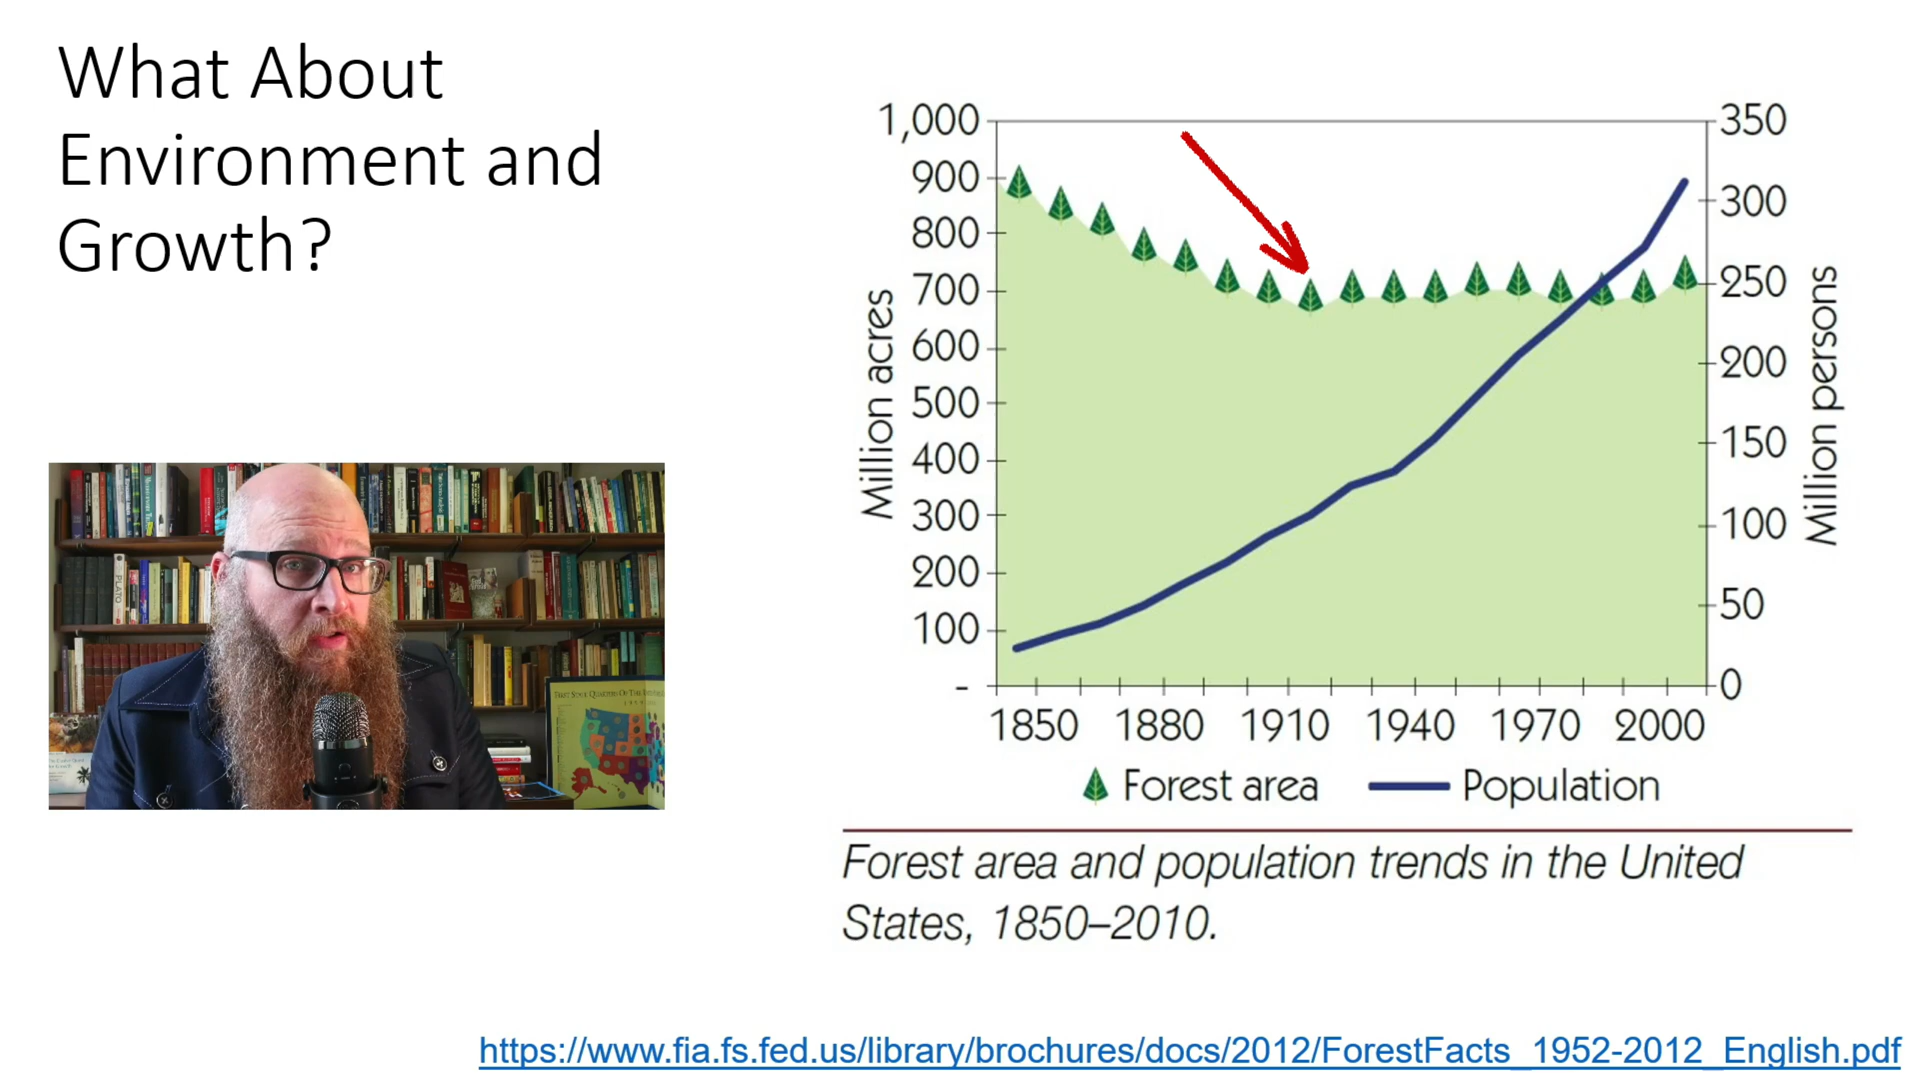 What About
Environment and
Growth?
1,000
900
800
700
600
500
400
300
200
100
-
Million acres
350
300
250
200
150
100
50
0
Million persons
1850 1880 1910 1940 1970 2000
Forest area Population
Forest area and population trends in the United
States, 1850–2010.
PLATO
https://www.fia.fs.fed.us/library/brochures/docs/2012/ForestFacts_1952-2012_English.pdf